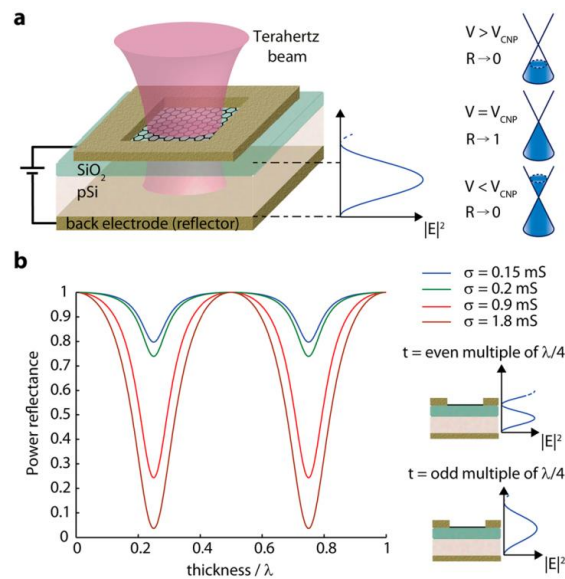 a
Terahertz
beam
SiO2
pSi
back electrode (reflector)
|E|²
V > VCNP
R → 0
V = VCNP
R → 1
V < VCNP
R → 0
b
Power reflectance
1
0.9
0.8
0.7
0.6
0.5
0.4
0.3
0.2
0.1
0
0 0.2 0.4 0.6 0.8 1
thickness / λ
σ = 0.15 mS
σ = 0.2 mS
σ = 0.9 mS
σ = 1.8 mS
t = even multiple of λ/4
|E|²
t = odd multiple of λ/4
|E|²